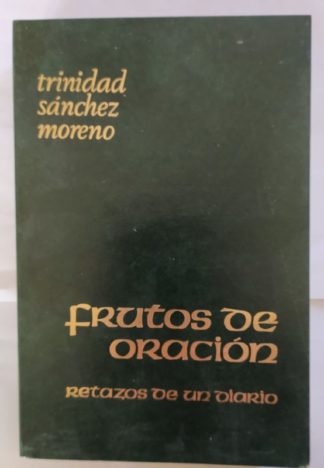 trinidad
sánchez
moreno
frutos de
oración
retazos de un diario